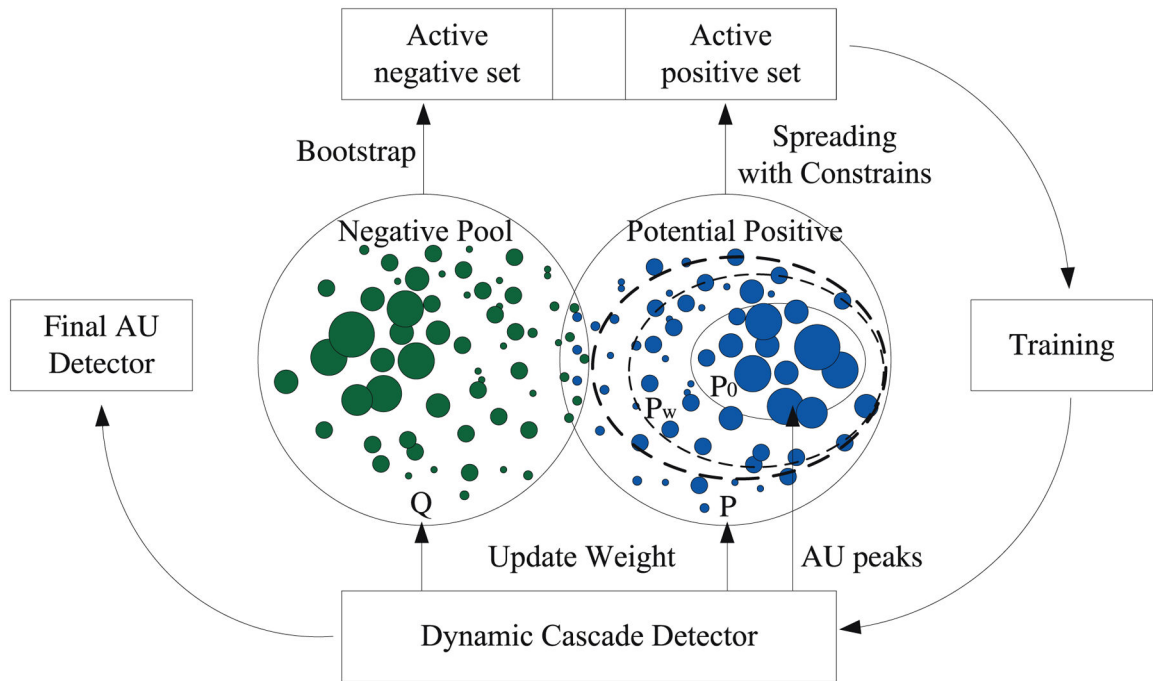 Active
negative set
Active
positive set
Bootstrap
Spreading
with Constrains
Negative Pool
Potential Positive
Final AU
Detector
Training
P0
Pw
Q
P
Update Weight
AU peaks
Dynamic Cascade Detector